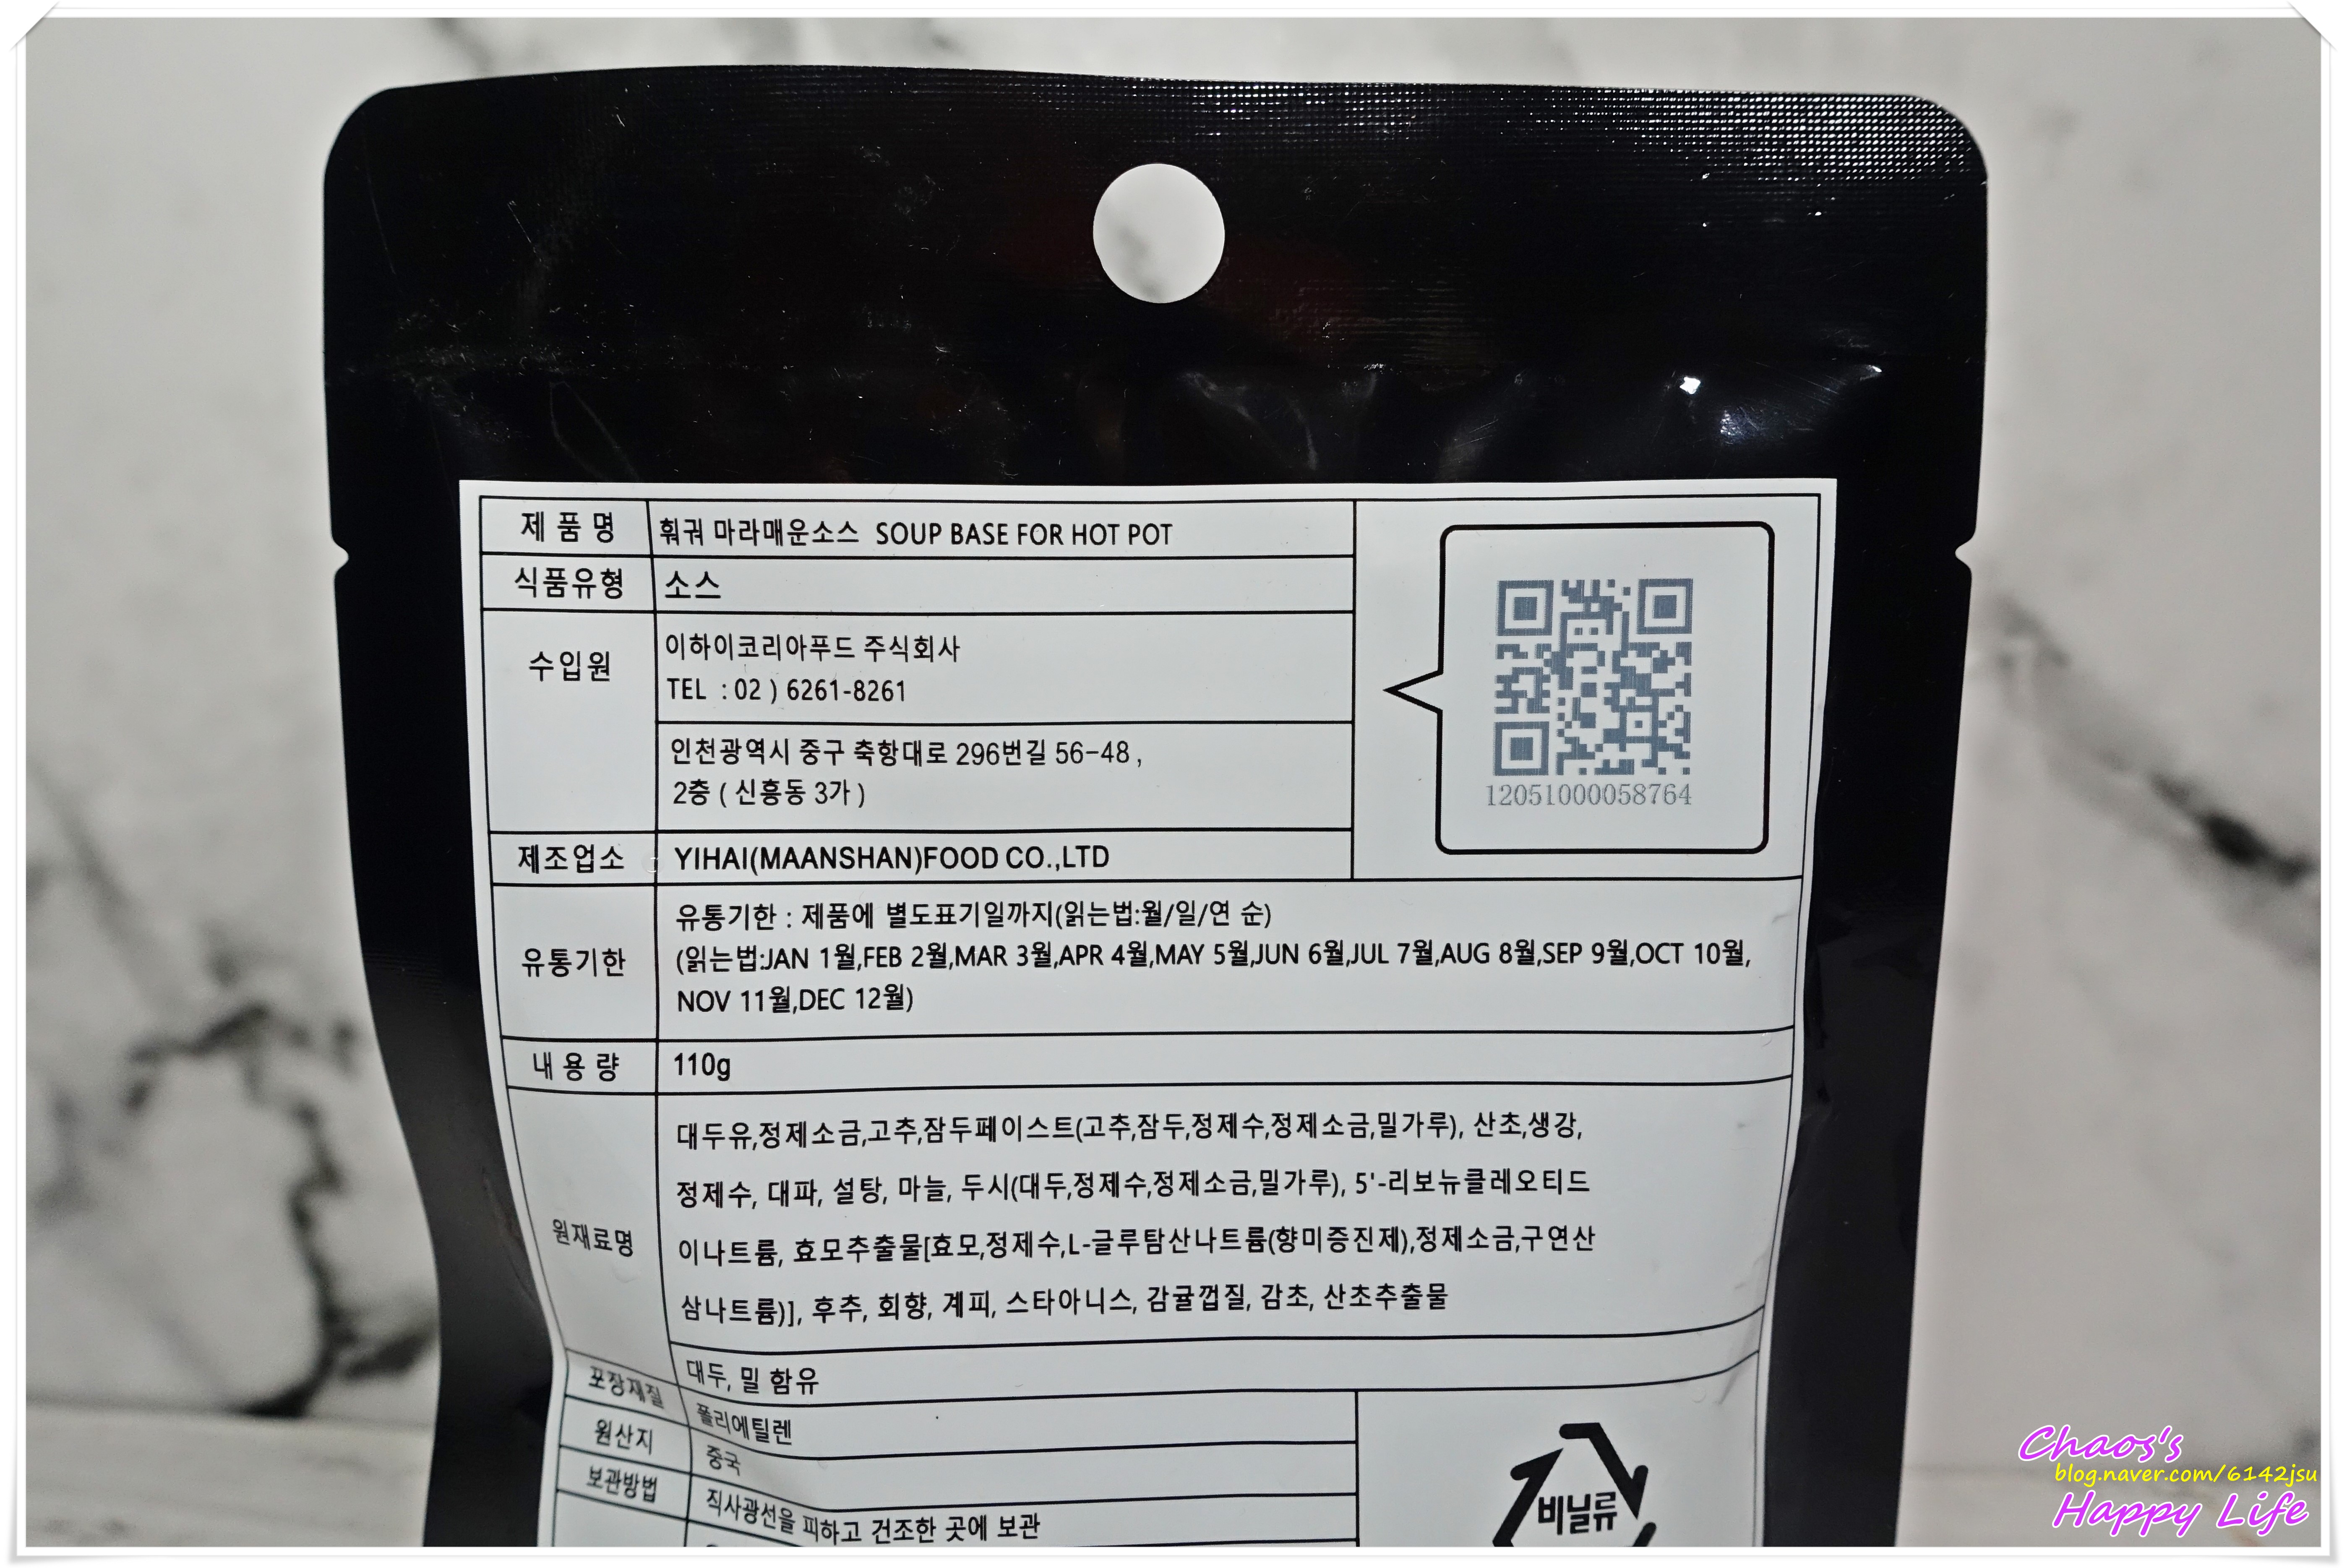 제 품 명 훠궈 마라매운소스 SOUP BASE FOR HOT POT
식품유형 소스
수입원 이하이코리아푸드 주식회사
TEL : 02 ) 6261-8261
인천광역시 중구 축항대로 296번길 56-48 ,
2층 ( 신흥동 3가 )
12051000058764
제조업소 YIHAI(MAANSHAN)FOOD CO.,LTD
유통기한 유통기한 : 제품에 별도표기일까지(읽는법:월/일/연 순)
(읽는법:JAN 1월,FEB 2월,MAR 3월,APR 4월,MAY 5월,JUN 6월,JUL 7월,AUG 8월,SEP 9월,OCT 10월,
NOV 11월,DEC 12월)
내 용 량 110g
원재료명 대두유,정제소금,고추,잠두페이스트(고추,잠두,정제수,정제소금,밀가루), 산초,생강,
정제수, 대파, 설탕, 마늘, 두시(대두,정제수,정제소금,밀가루), 5'-리보뉴클레오티드
이나트륨, 효모추출물[효모,정제수,L-글루탐산나트륨(향미증진제),정제소금,구연산
삼나트륨)], 후추, 회향, 계피, 스타아니스, 감귤껍질, 감초, 산초추출물
대두, 밀 함유
포장재질 폴리에틸렌
원산지 중국
보관방법 직사광선을 피하고 건조한 곳에 보관
비닐류
Chaos's
blog.naver.com/6142jsu
Happy Life